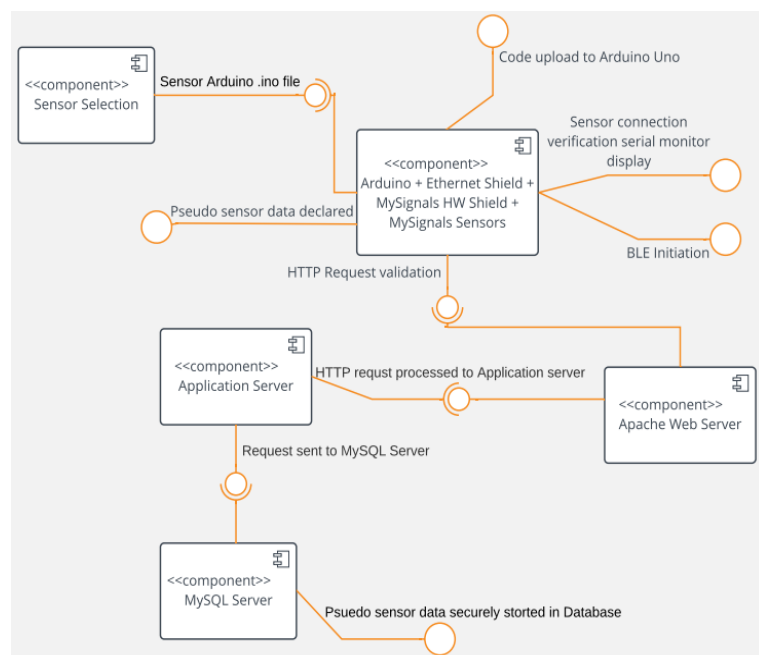 Code upload to Arduino Uno
<<component>>
Sensor Selection
Sensor Arduino .ino file
Sensor connection
verification serial monitor
display
<<component>>
Arduino + Ethernet Shield +
MySignals HW Shield +
MySignals Sensors
Pseudo sensor data declared
BLE Initiation
HTTP Request validation
<<component>>
Application Server
HTTP requst processed to Application server
<<component>>
Apache Web Server
Request sent to MySQL Server
<<component>>
MySQL Server
Psuedo sensor data securely storted in Database